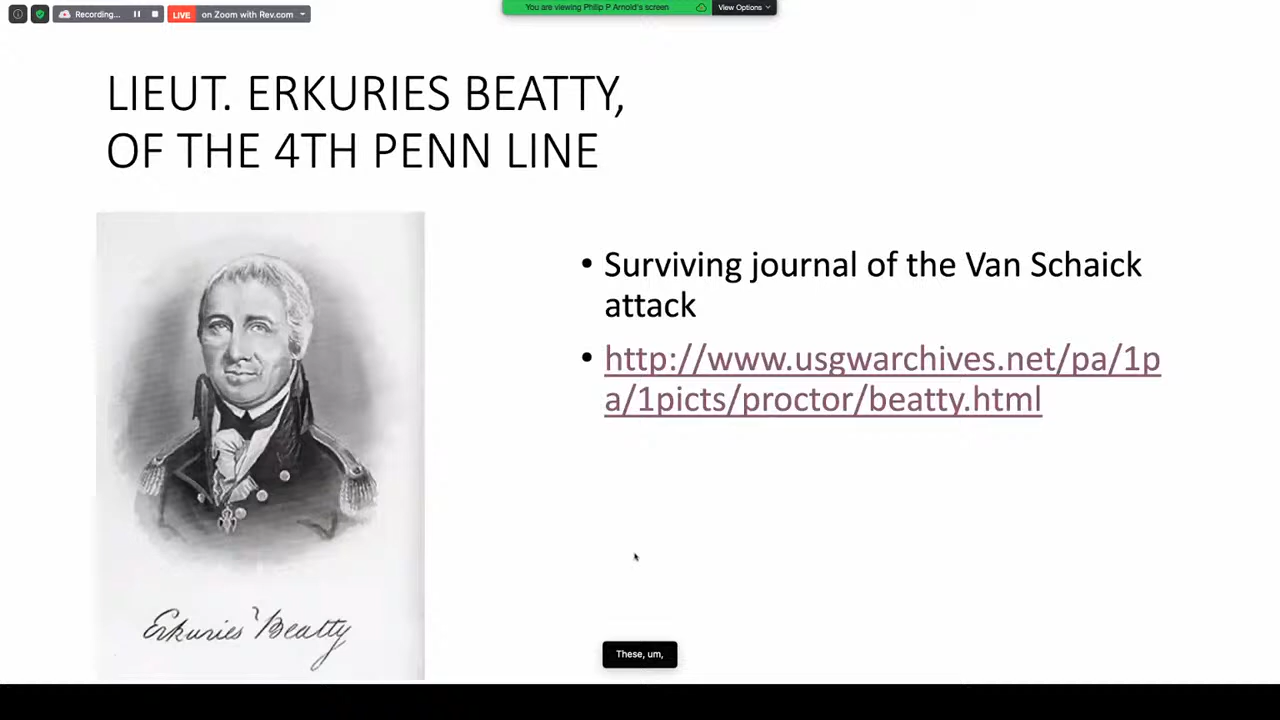 Recording...
LIVE on Zoom with Rev.com
You are viewing Philip P Arnold's screen
View Options
LIEUT. ERKURIES BEATTY,
OF THE 4TH PENN LINE
• Surviving journal of the Van Schaick
attack
• http://www.usgwarchives.net/pa/1p
a/1picts/proctor/beatty.html
Erkuries Beatty
These, um,